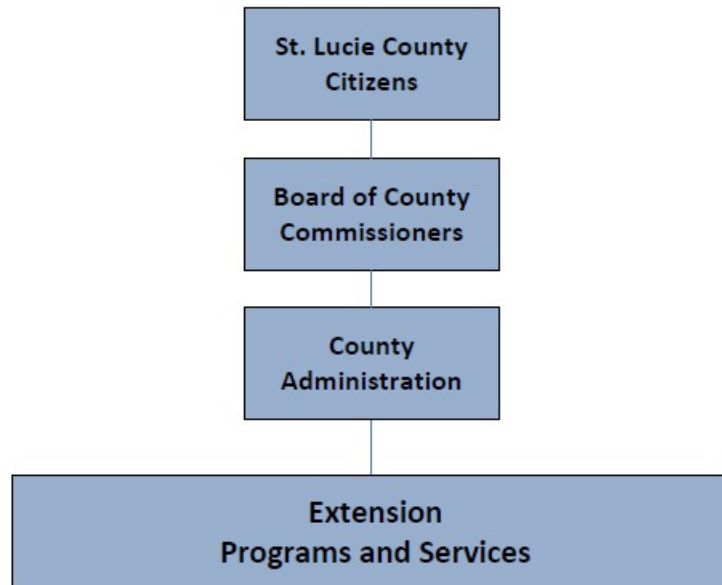 St. Lucie County
Citizens
Board of County
Commissioners
County
Administration
Extension
Programs and Services